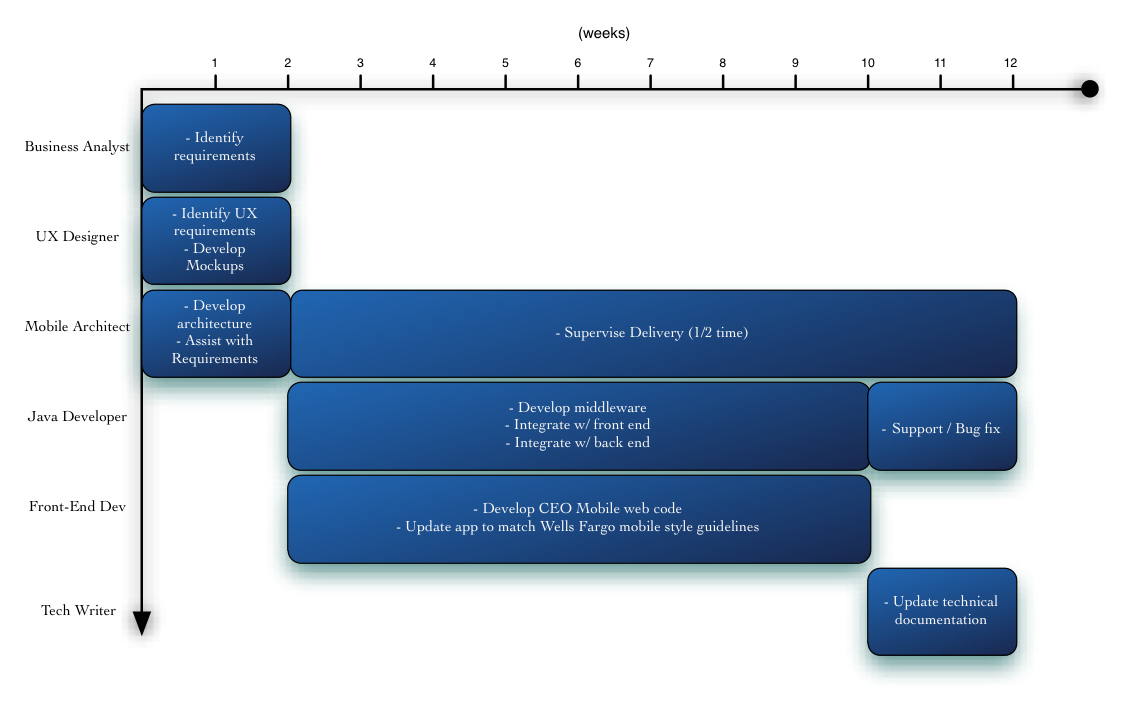 (weeks)
1 2 3 4 5 6 7 8 9 10 11 12
Business Analyst
- Identify
requirements
UX Designer
- Identify UX
requirements
- Develop
Mockups
Mobile Architect
- Develop
architecture
- Assist with
Requirements
- Supervise Delivery (1/2 time)
Java Developer
- Develop middleware
- Integrate w/ front end
- Integrate w/ back end
- Support / Bug fix
Front-End Dev
- Develop CEO Mobile web code
- Update app to match Wells Fargo mobile style guidelines
Tech Writer
- Update technical
documentation